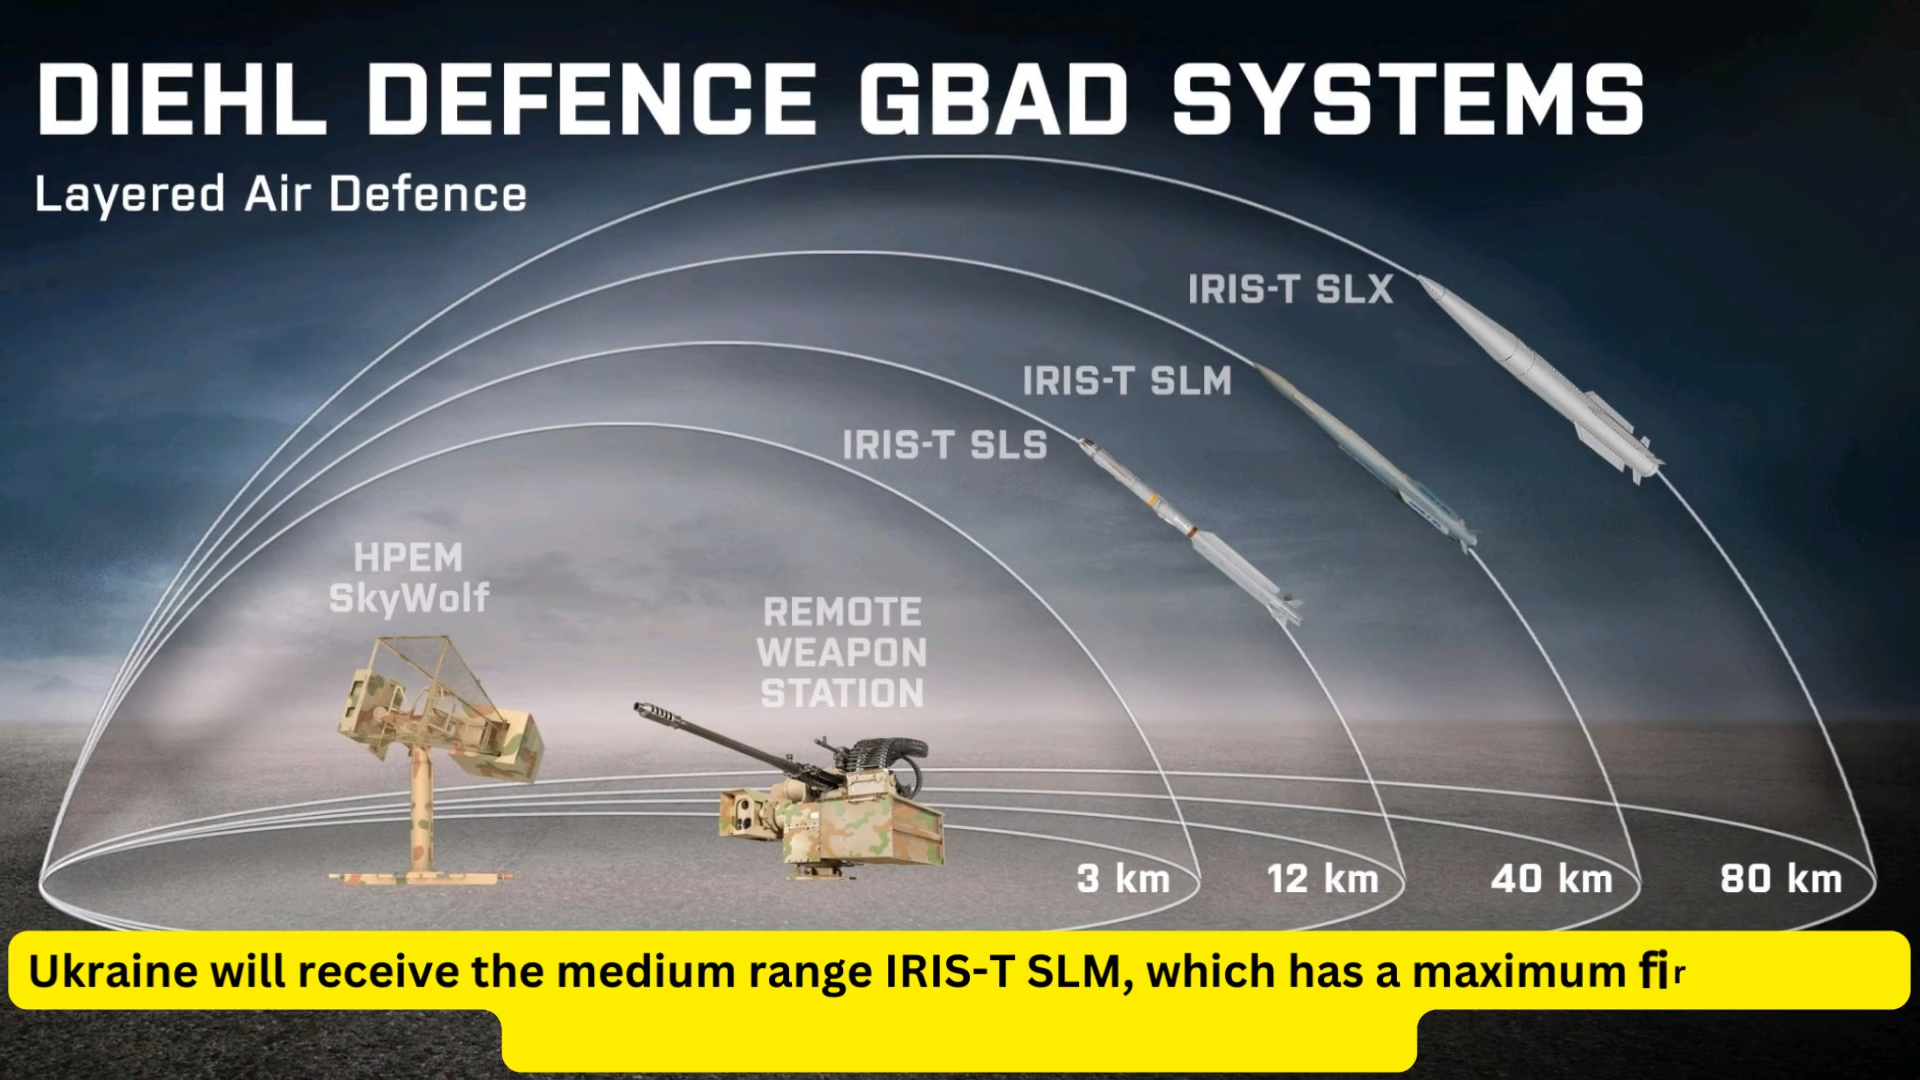 DIEHL DEFENCE GBAD SYSTEMS
Layered Air Defence
IRIS-T SLX
IRIS-T SLM
IRIS-T SLS
HPEM
SkyWolf
REMOTE
WEAPON
STATION
3 km
12 km
40 km
80 km
Ukraine will receive the medium range IRIS-T SLM, which has a maximum fir